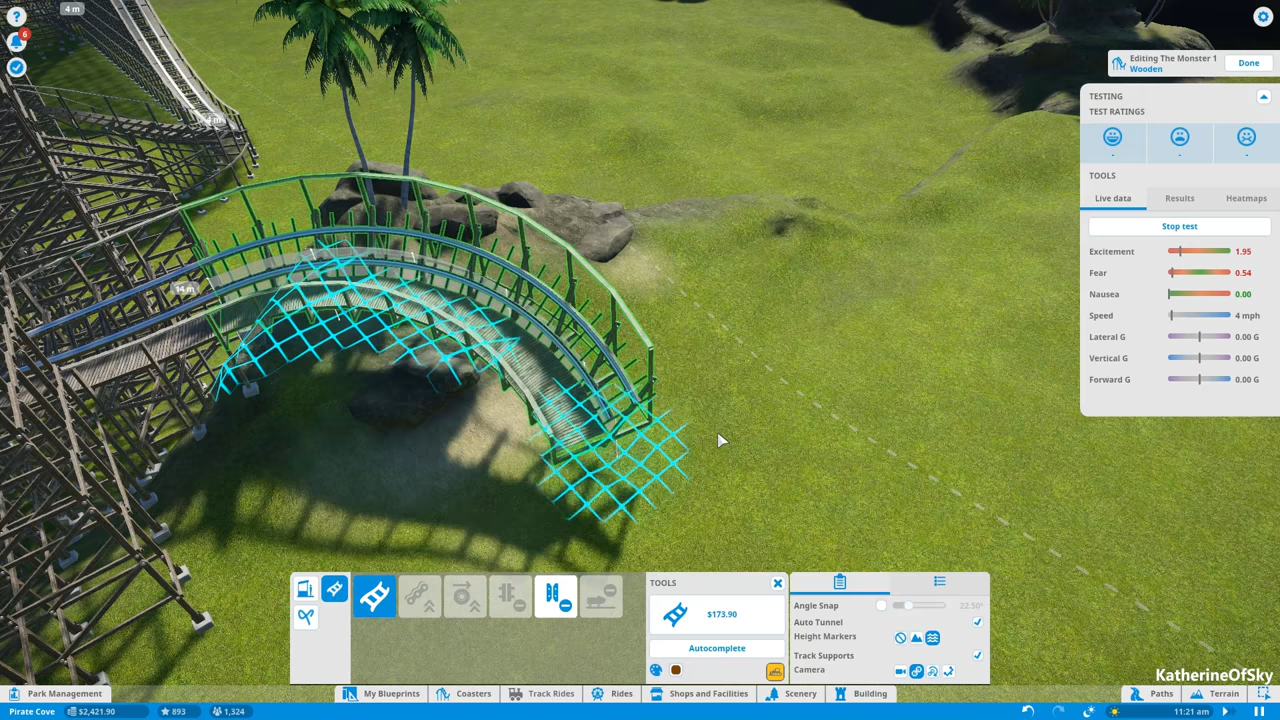 4 m
?
6
4 m
14 m
Editing The Monster 1
Wooden
Done
TESTING
TEST RATINGS
- - -
TOOLS
Live data Results Heatmaps
Stop test
Excitement 1.95
Fear 0.54
Nausea 0.00
Speed 4 mph
Lateral G 0.00 G
Vertical G 0.00 G
Forward G 0.00 G
TOOLS
$173.90
Autocomplete
Angle Snap 22.50°
Auto Tunnel
Height Markers
Track Supports
Camera
KatherineOfSky
Park Management My Blueprints Coasters Track Rides Rides Shops and Facilities Scenery Building Paths Terrain
Pirate Cove $2,421.90 893 1,324 11:21 am